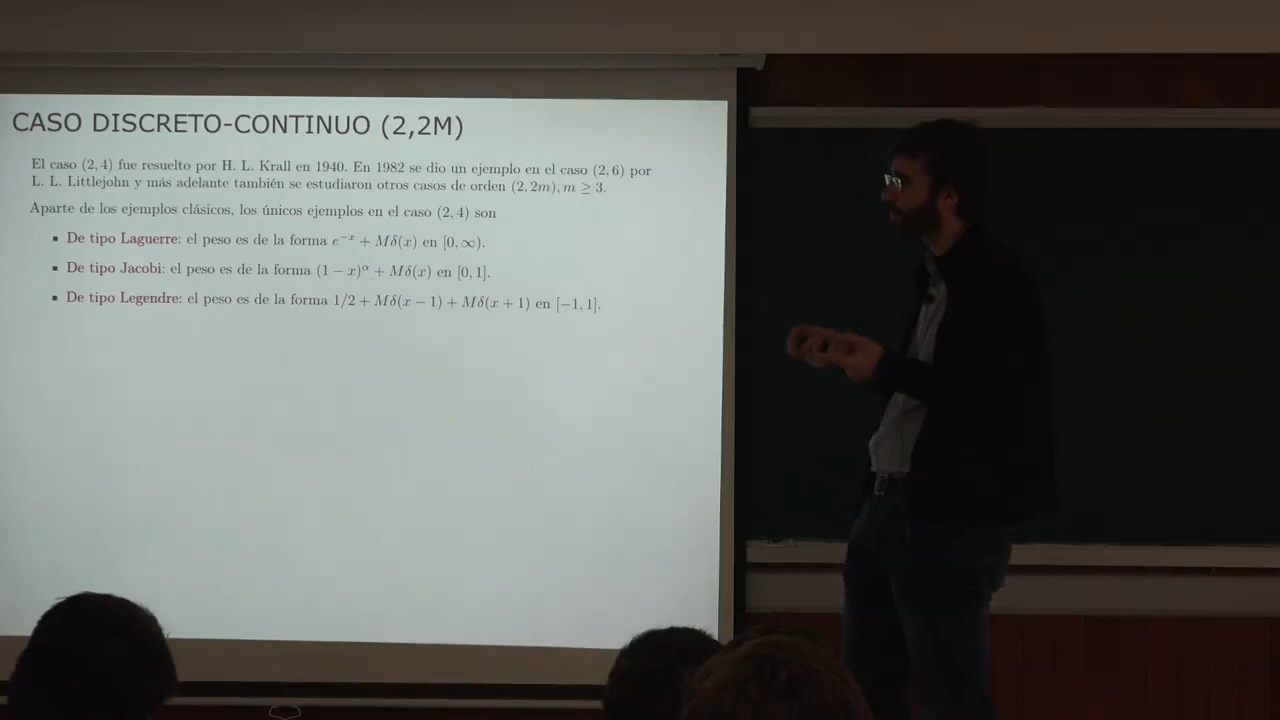 CASO DISCRETO-CONTINUO (2,2M)
El caso (2, 4) fue resuelto por H. L. Krall en 1940. En 1982 se dio un ejemplo en el caso (2, 6) por
L. L. Littlejohn y más adelante también se estudiaron otros casos de orden (2, 2m), m ≥ 3.
Aparte de los ejemplos clásicos, los únicos ejemplos en el caso (2, 4) son
▪ De tipo Laguerre: el peso es de la forma e⁻ˣ + Mδ(x) en [0, ∞).
▪ De tipo Jacobi: el peso es de la forma (1 − x)^α + Mδ(x) en [0, 1].
▪ De tipo Legendre: el peso es de la forma 1/2 + Mδ(x − 1) + Mδ(x + 1) en [−1, 1].